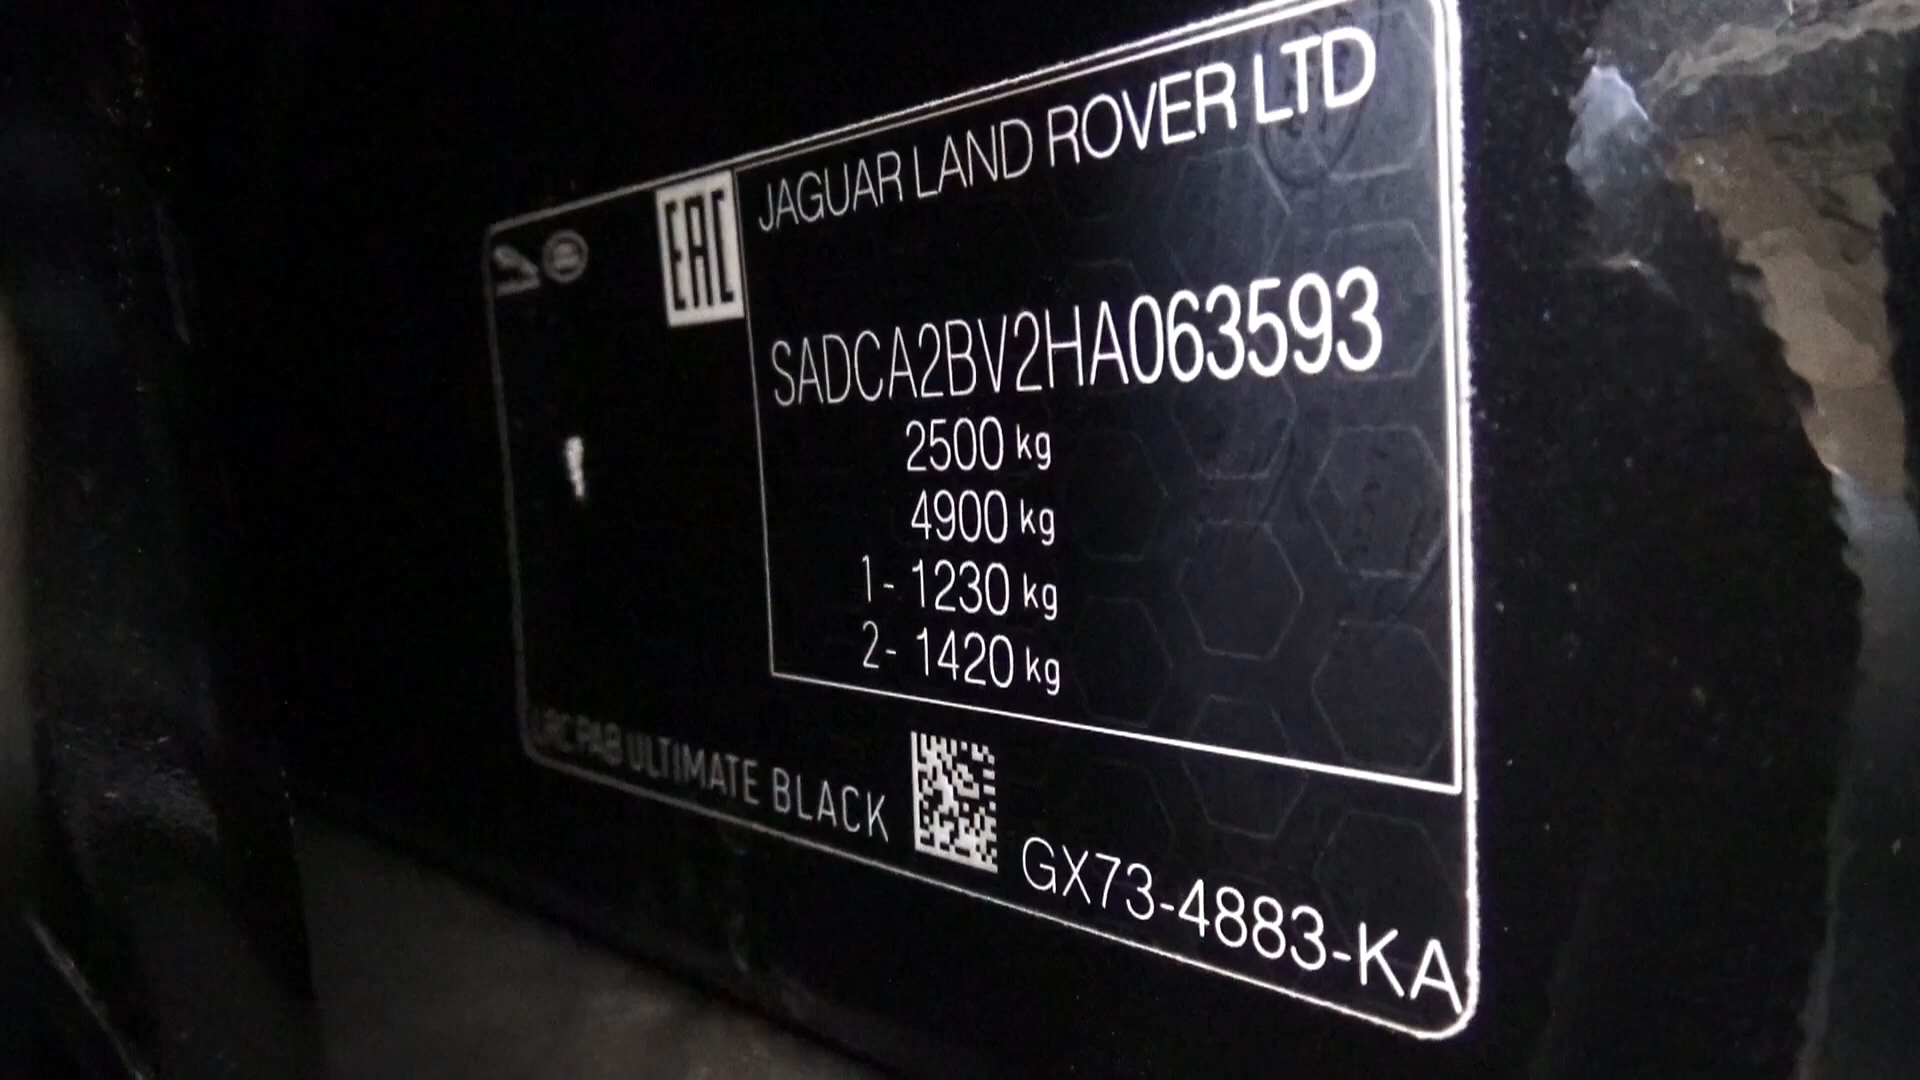 EAC
JAGUAR LAND ROVER LTD
SADCA2BV2HA063593
2500 kg
4900 kg
1- 1230 kg
2- 1420 kg
PAB ULTIMATE BLACK
GX73-4883-KA